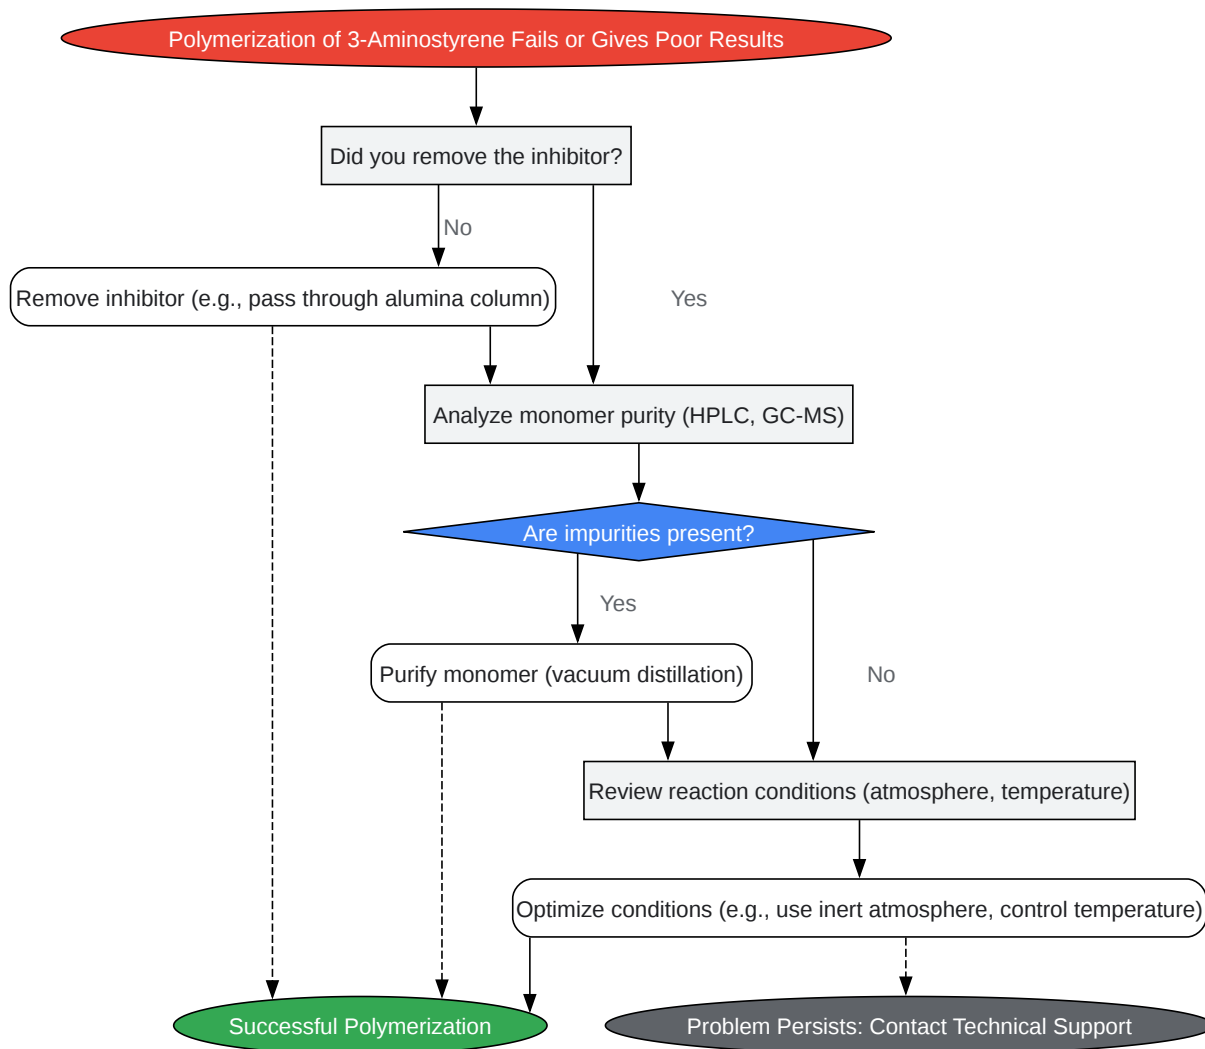 Polymerization of 3-Aminostyrene Fails or Gives Poor Results
Did you remove the inhibitor?
No
Remove inhibitor (e.g., pass through alumina column)
Yes
Analyze monomer purity (HPLC, GC-MS)
Are impurities present?
Yes
Purify monomer (vacuum distillation)
No
Review reaction conditions (atmosphere, temperature)
Optimize conditions (e.g., use inert atmosphere, control temperature)
Successful Polymerization
Problem Persists: Contact Technical Support